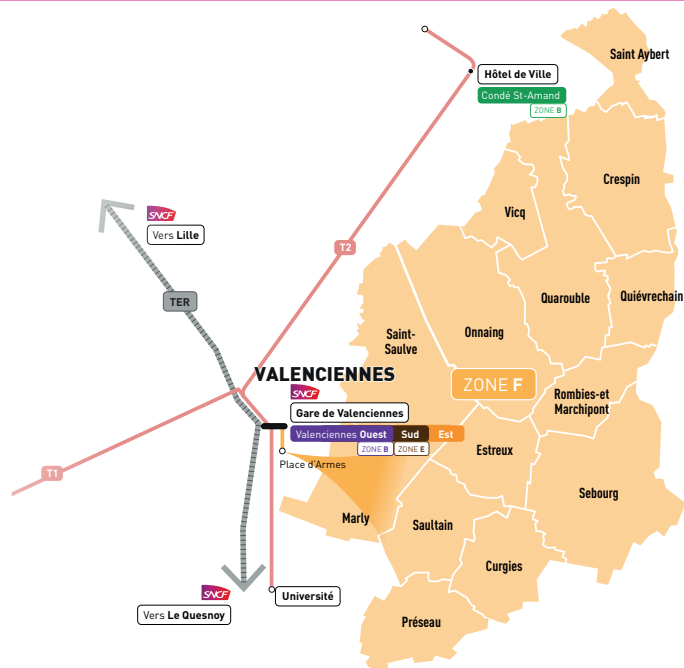 Saint Aybert
Hôtel de Ville
Condé St-Amand
ZONE B
Crespin
SNCF
Vers Lille
Vicq
T2
TER
Quarouble
Quiévrechain
Onnaing
Saint-
Saulve
VALENCIENNES
SNCF
ZONE F
Rombies-et
Marchipont
Gare de Valenciennes
Valenciennes Ouest
Sud
Est
ZONE B
ZONE E
Place d'Armes
Estreux
T1
Sebourg
Marly
Saultain
Curgies
SNCF
Université
Vers Le Quesnoy
Préseau